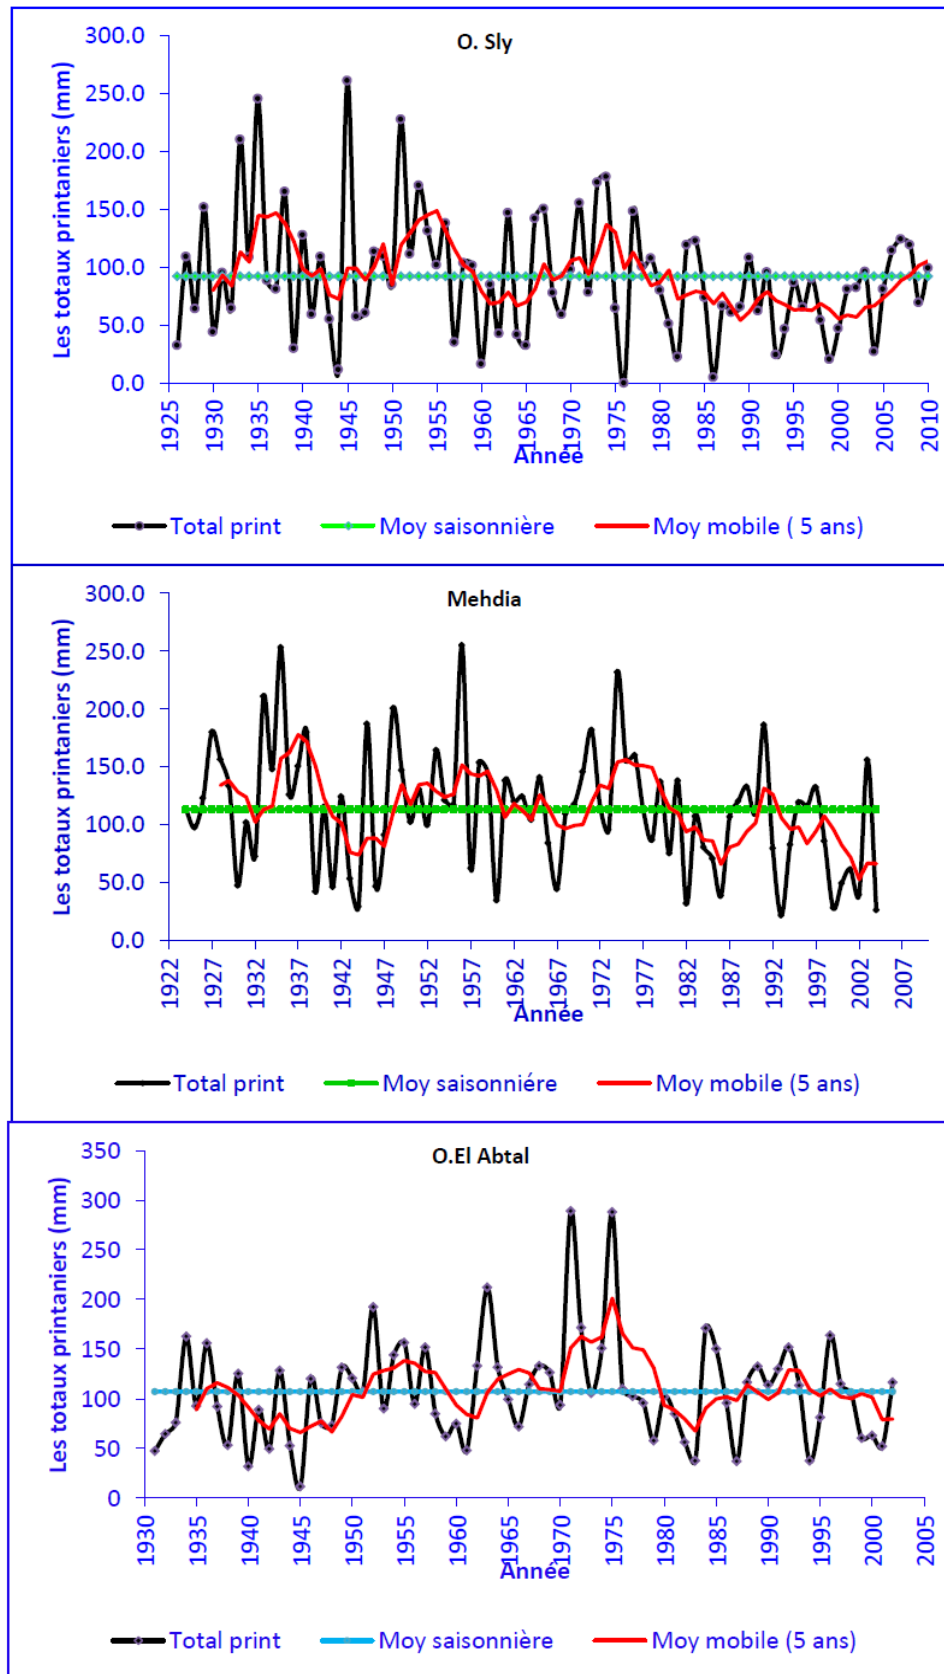 O. Sly
Les totaux printaniers (mm)
300.0
250.0
200.0
150.0
100.0
50.0
0.0
1925 1930 1935 1940 1945 1950 1955 1960 1965 1970 1975 1980 1985 1990 1995 2000 2005 2010
Année
Total print Moy saisonnière Moy mobile ( 5 ans)
Mehdia
Les totaux printaniers (mm)
300.0
250.0
200.0
150.0
100.0
50.0
0.0
1922 1927 1932 1937 1942 1947 1952 1957 1962 1967 1972 1977 1982 1987 1992 1997 2002 2007
Année
Total print Moy saisonniére Moy mobile (5 ans)
O.El Abtal
Les totaux printaniers (mm)
350
300
250
200
150
100
50
0
1930 1935 1940 1945 1950 1955 1960 1965 1970 1975 1980 1985 1990 1995 2000 2005
Année
Total print Moy saisonnière Moy mobile (5 ans)